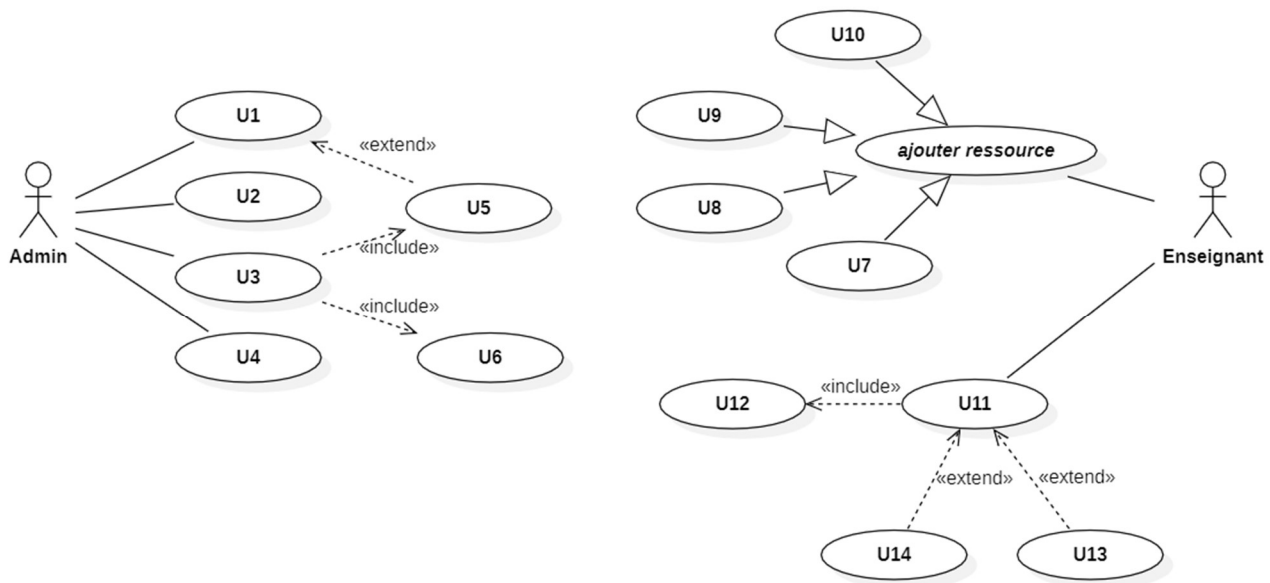 U10
U1
U9
«extend»
ajouter ressource
U2
U5
U8
Admin
«include»
Enseignant
U3
U7
«include»
U4
U6
«include»
U12
U11
«extend»
«extend»
U14
U13